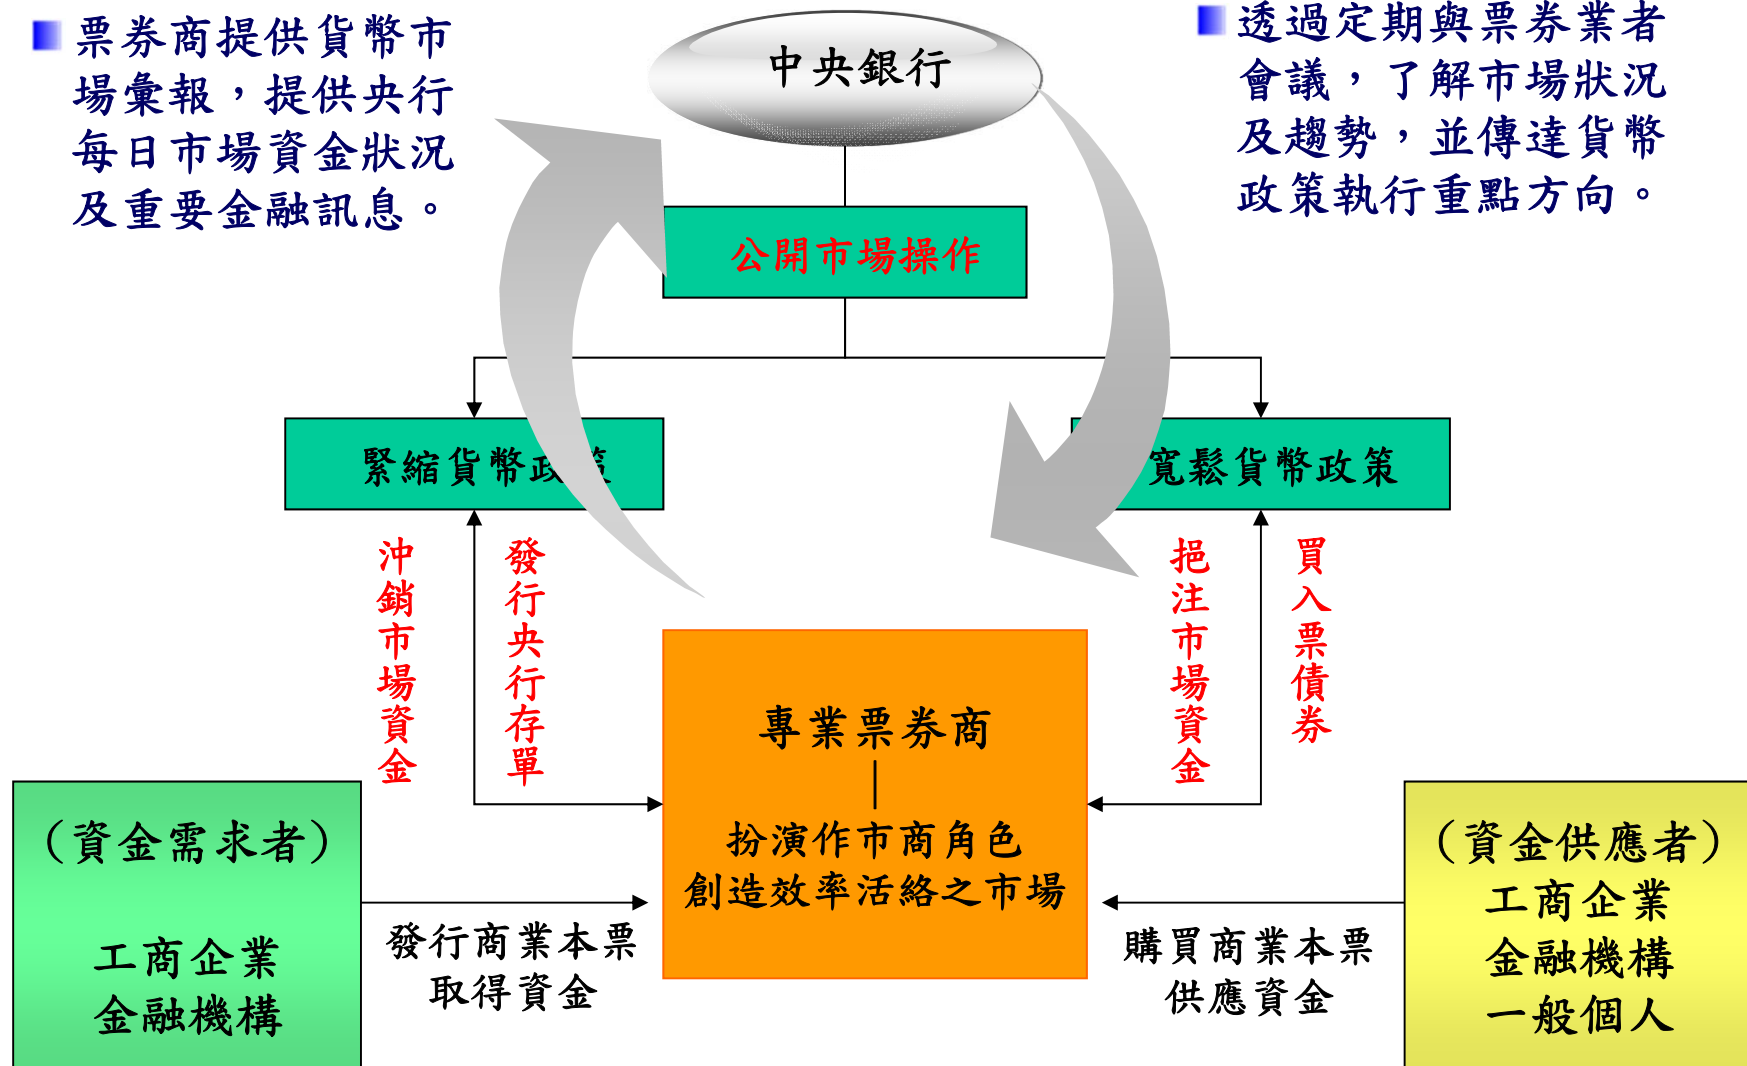 票券商提供貨幣市
場彙報，提供央行
每日市場資金狀況
及重要金融訊息。
中央銀行
透過定期與票券業者
會議，了解市場狀況
及趨勢，並傳達貨幣
政策執行重點方向。
公開市場操作
緊縮貨幣政策
寬鬆貨幣政策
沖銷市場資金
發行央行存單
挹注市場資金
買入票債券
專業票券商
扮演作市商角色
創造效率活絡之市場
（資金需求者）
工商企業
金融機構
發行商業本票
取得資金
購買商業本票
供應資金
（資金供應者）
工商企業
金融機構
一般個人